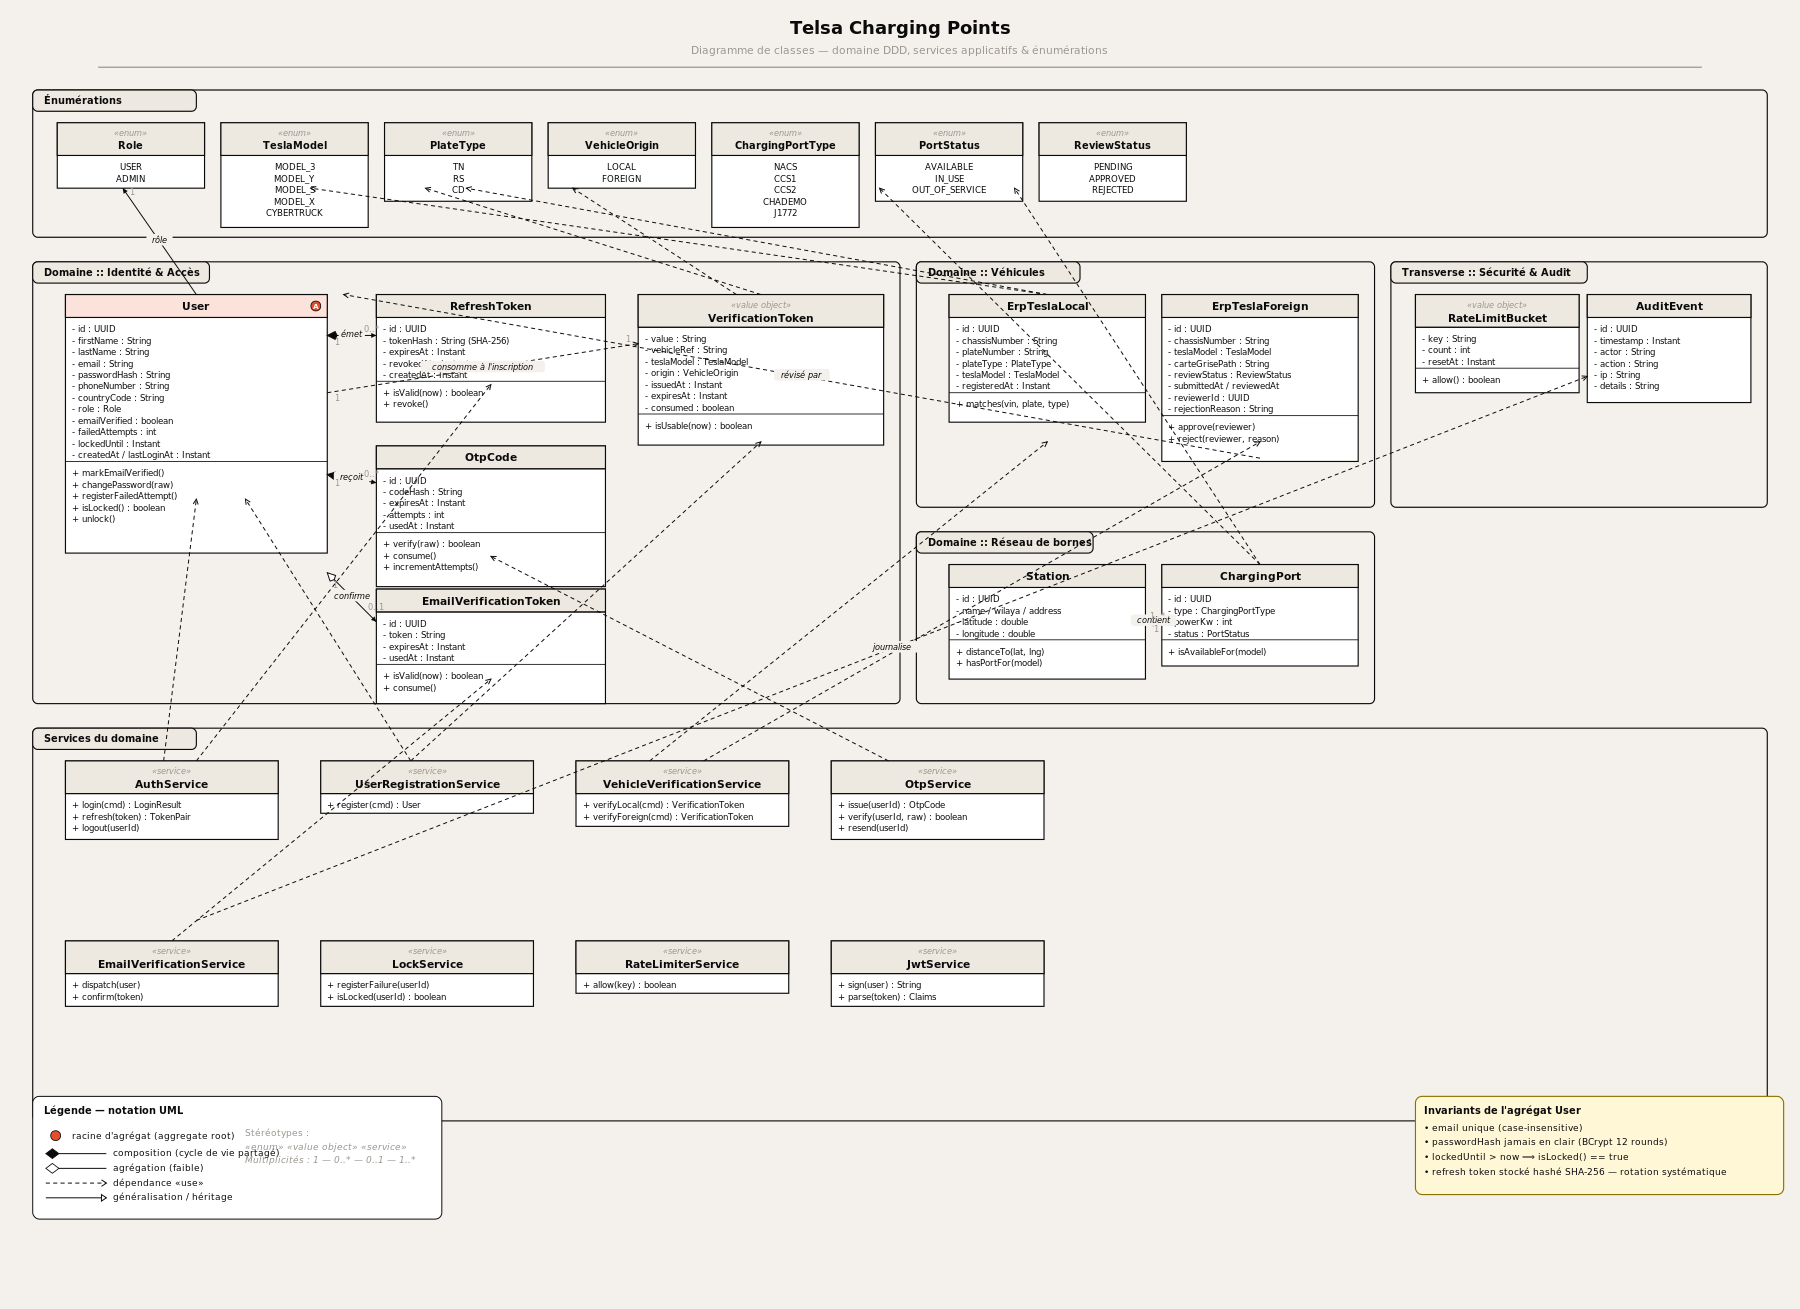 Telsa Charging Points
Diagramme de classes — domaine DDD, services applicatifs & énumérations
Énumérations
«enum»
Role
USER
ADMIN
«enum»
TeslaModel
MODEL_3
MODEL_Y
MODEL_S
MODEL_X
CYBERTRUCK
«enum»
PlateType
TN
RS
CD
«enum»
VehicleOrigin
LOCAL
FOREIGN
«enum»
ChargingPortType
NACS
CCS1
CCS2
CHADEMO
J1772
«enum»
PortStatus
AVAILABLE
IN_USE
OUT_OF_SERVICE
«enum»
ReviewStatus
PENDING
APPROVED
REJECTED
1
rôle
Domaine :: Identité & Accès
User
A
- id : UUID
- firstName : String
- lastName : String
- email : String
- passwordHash : String
- phoneNumber : String
- countryCode : String
- role : Role
- emailVerified : boolean
- failedAttempts : int
- lockedUntil : Instant
- createdAt / lastLoginAt : Instant
+ markEmailVerified()
+ changePassword(raw)
+ registerFailedAttempt()
+ isLocked() : boolean
+ unlock()
émet
1
RefreshToken
- id : UUID
- tokenHash : String (SHA-256)
- expiresAt : Instant
- createdAt : Instant
+ isValid(now) : boolean
+ revoke()
consomme à l'inscription
1
1
«value object»
VerificationToken
- value : String
- vehicleRef : String
- teslaModel : TeslaModel
- origin : VehicleOrigin
- issuedAt : Instant
- expiresAt : Instant
- consumed : boolean
+ isUsable(now) : boolean
révisé par
reçoit
1
OtpCode
- id : UUID
- codeHash : String
- expiresAt : Instant
- attempts : int
- usedAt : Instant
+ verify(raw) : boolean
+ consume()
+ incrementAttempts()
confirme
0..1
EmailVerificationToken
- id : UUID
- token : String
- expiresAt : Instant
- usedAt : Instant
+ isValid(now) : boolean
+ consume()
Domaine :: Véhicules
ErpTeslaLocal
- id : UUID
- chassisNumber : String
- plateNumber : String
- plateType : PlateType
- teslaModel : TeslaModel
- registeredAt : Instant
+ matches(vin, plate, type)
ErpTeslaForeign
- id : UUID
- chassisNumber : String
- teslaModel : TeslaModel
- carteGrisePath : String
- reviewStatus : ReviewStatus
- submittedAt / reviewedAt
- reviewerId : UUID
- rejectionReason : String
+ approve(reviewer)
+ reject(reviewer, reason)
Transverse :: Sécurité & Audit
«value object»
RateLimitBucket
- key : String
- count : int
- resetAt : Instant
+ allow() : boolean
AuditEvent
- id : UUID
- timestamp : Instant
- actor : String
- action : String
- ip : String
- details : String
Domaine :: Réseau de bornes
Station
- id : UUID
- name / wilaya / address
- latitude : double
- longitude : double
+ distanceTo(lat, lng)
+ hasPortFor(model)
contient
1
ChargingPort
- id : UUID
- type : ChargingPortType
powerKw : int
- status : PortStatus
+ isAvailableFor(model)
journalise
Services du domaine
«service»
AuthService
+ login(cmd) : LoginResult
+ refresh(token) : TokenPair
+ logout(userId)
«service»
UserRegistrationService
+ register(cmd) : User
«service»
VehicleVerificationService
+ verifyLocal(cmd) : VerificationToken
+ verifyForeign(cmd) : VerificationToken
«service»
OtpService
+ issue(userId) : OtpCode
+ verify(userId, raw) : boolean
+ resend(userId)
«service»
EmailVerificationService
+ dispatch(user)
+ confirm(token)
«service»
LockService
+ registerFailure(userId)
+ isLocked(userId) : boolean
«service»
RateLimiterService
+ allow(key) : boolean
«service»
JwtService
+ sign(user) : String
+ parse(token) : Claims
Légende — notation UML
racine d'agrégat (aggregate root)
composition (cycle de vie partagé)
agrégation (faible)
dépendance «use»
généralisation / héritage
Stéréotypes :
«enum» «value object» «service»
Multiplicités : 1 — 0..* — 0..1 — 1..*
Invariants de l'agrégat User
• email unique (case-insensitive)
• passwordHash jamais en clair (BCrypt 12 rounds)
• lockedUntil > now ⟹ isLocked() == true
• refresh token stocké hashé SHA-256 — rotation systématique